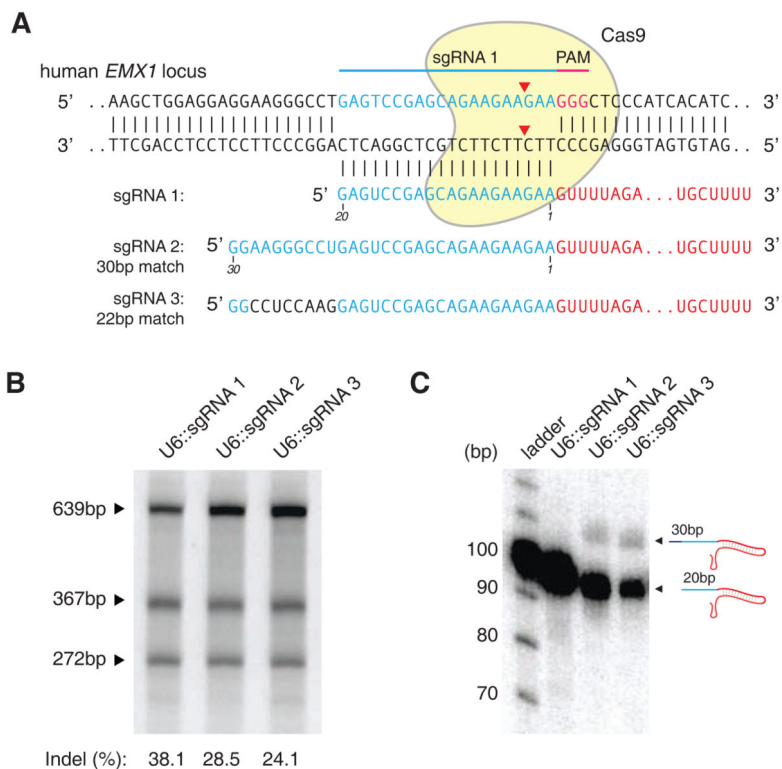 A
Cas9
sgRNA 1 PAM
human EMX1 locus
5' ..AAGCTGGAGGAGGAAGGGCCTGAGTCCGAGCAGAAGAAGAAGGGCTCCCATCACATC.. 3'
3' ..TTCGACCTCCTCCTTCCCGGACTCAGGCTCGTCTTCTTCTTCCCGAGGGTAGTGTAG.. 5'
sgRNA 1: 5' GAGUCCGAGCAGAAGAAGAAGUUUUAGA...UGCUUUU 3'
20 1
sgRNA 2: 5' GGAAGGGCCUGAGUCCGAGCAGAAGAAGAAGUUUUAGA...UGCUUUU 3'
30bp match 30 1
sgRNA 3: 5' GGCCUCCAAGGAGUCCGAGCAGAAGAAGAAGUUUUAGA...UGCUUUU 3'
22bp match
B
U6::sgRNA 1
U6::sgRNA 2
U6::sgRNA 3
639bp
367bp
272bp
Indel (%): 38.1 28.5 24.1
C
ladder
U6::sgRNA 1
U6::sgRNA 2
U6::sgRNA 3
(bp)
100
90
80
70
30bp
20bp